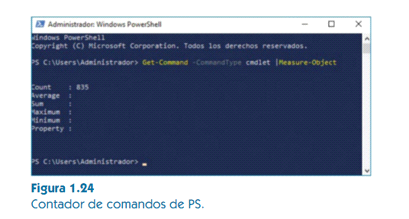 Administrador: Windows PowerShell
Windows PowerShell
Copyright (C) Microsoft Corporation. Todos los derechos reservados.
PS C:\Users\Administrador> Get-Command -CommandType cmdlet |Measure-Object
Count    : 835
Average  :
Sum      :
Maximum  :
Minimum  :
Property :
PS C:\Users\Administrador> _
Figura 1.24
Contador de comandos de PS.